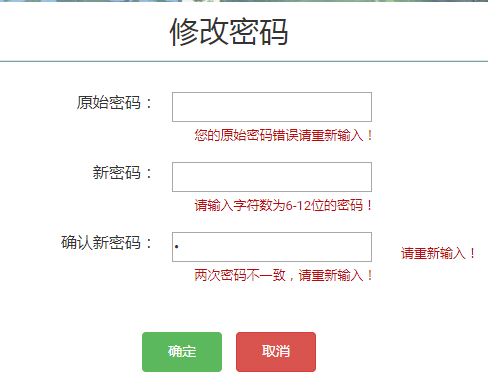 修改密码
原始密码：
您的原始密码错误请重新输入！
新密码：
请输入字符数为6-12位的密码！
确认新密码：
•
请重新输入！
两次密码不一致，请重新输入！
确定
取消